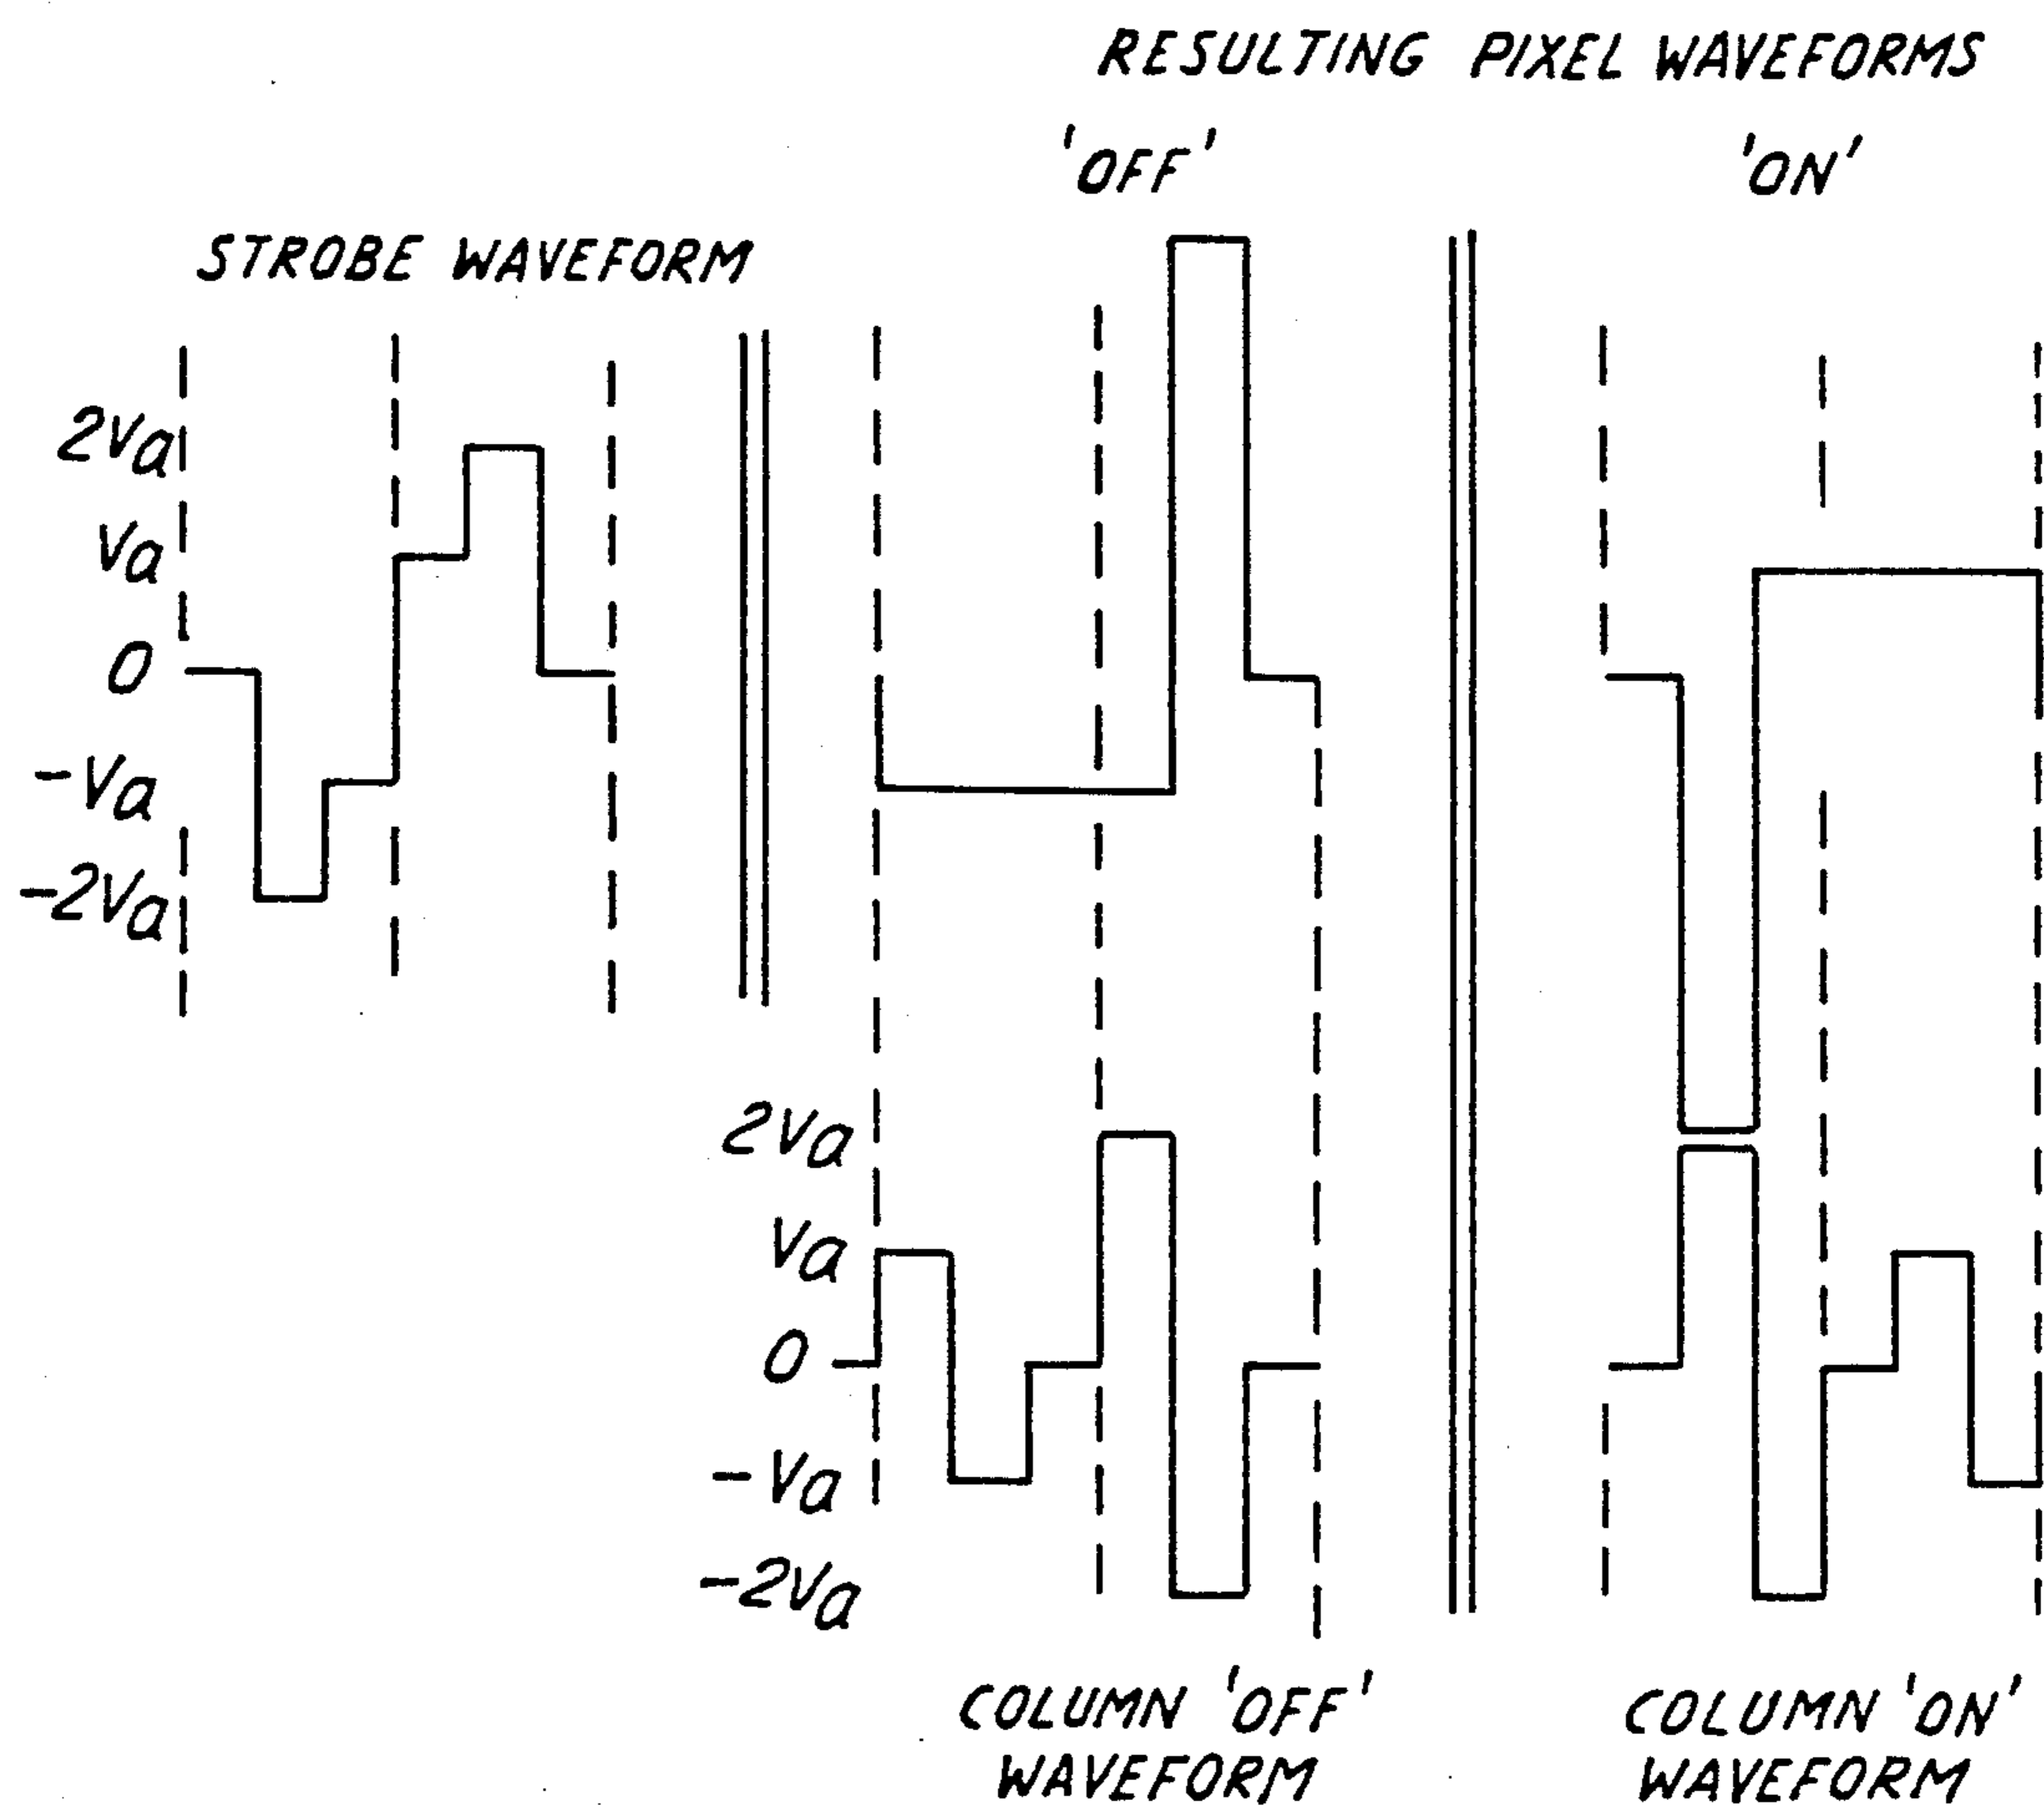 RESULTING PIXEL WAVEFORMS
'OFF'
'ON'
STROBE WAVEFORM
2Va
Va
0
-Va
-2Va
2Va
Va
0
-Va
-2Va
COLUMN 'OFF'
WAVEFORM
COLUMN 'ON'
WAVEFORM